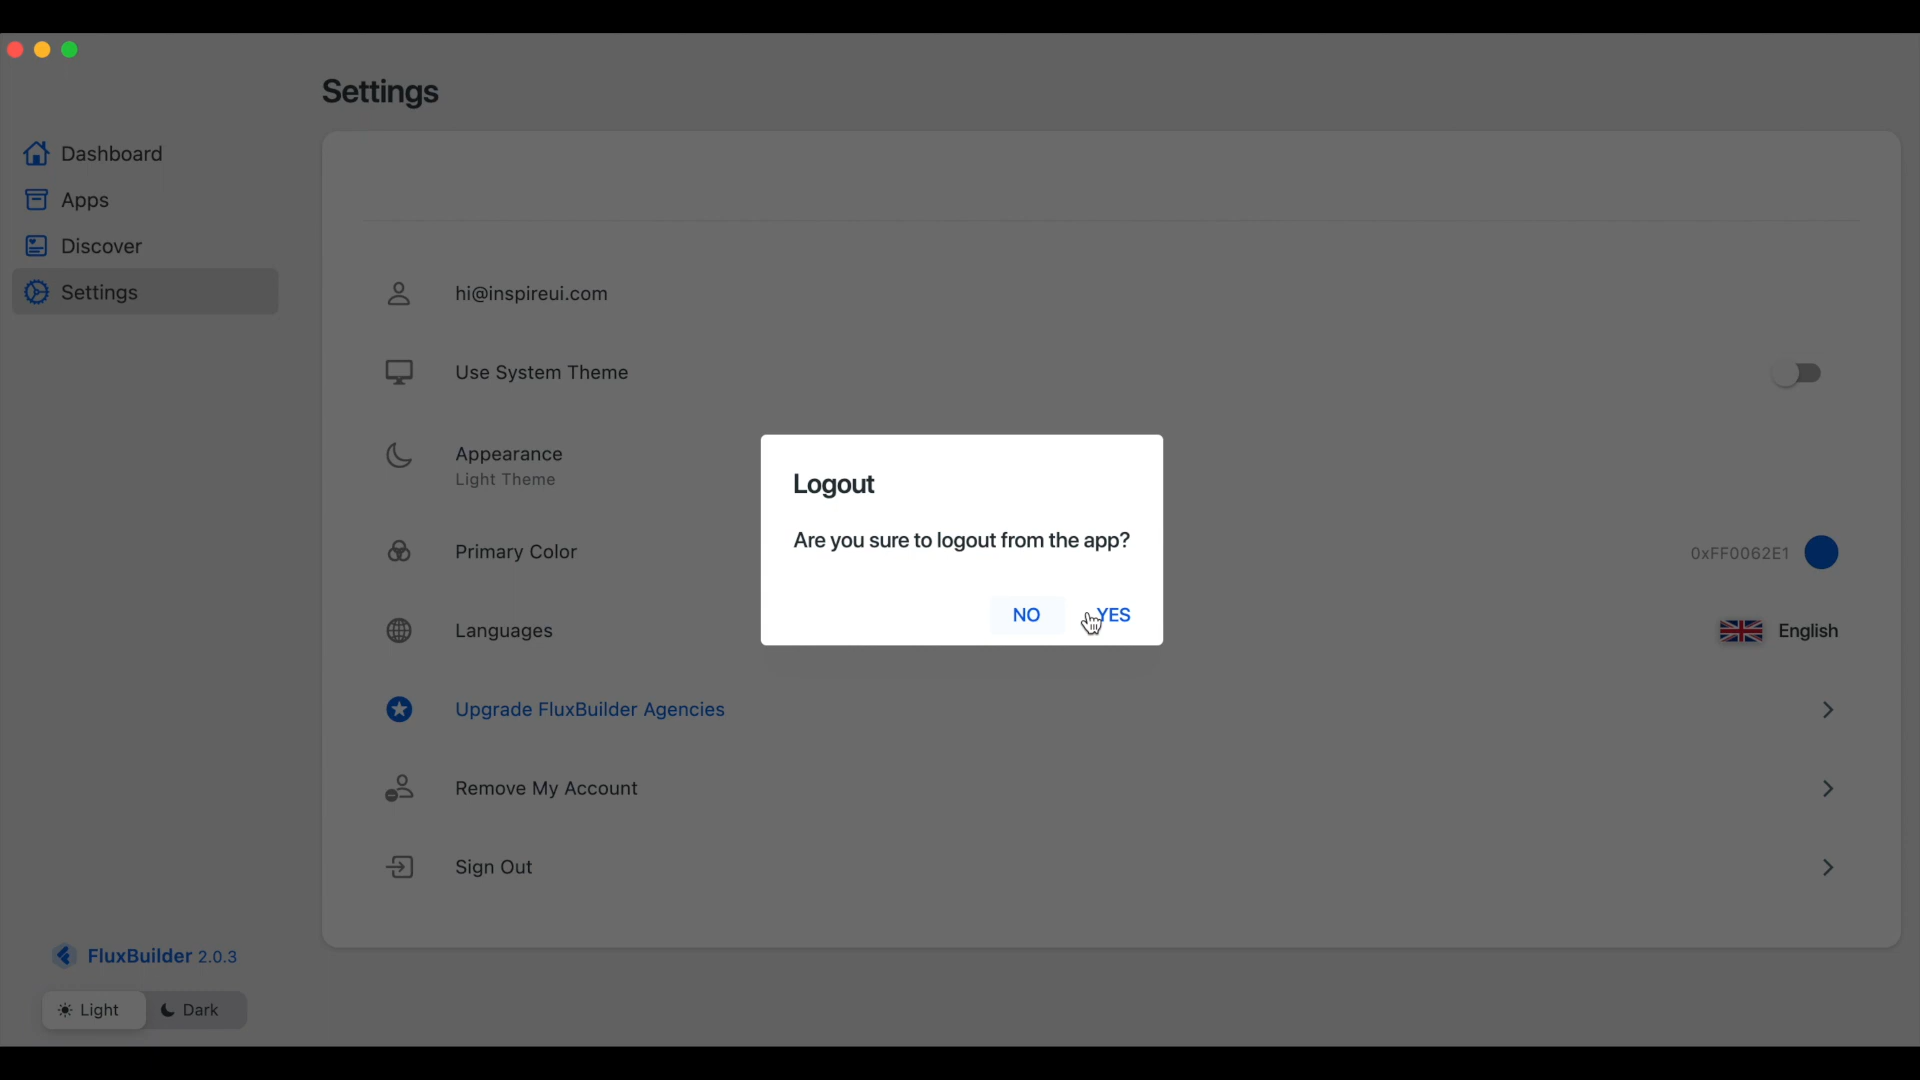 Settings
Dashboard
Apps
Discover
Settings
hi@inspireui.com
Use System Theme
Appearance
Light Theme
Primary Color
0xFF0062E1
Languages
English
Upgrade FluxBuilder Agencies
Remove My Account
Sign Out
Logout
Are you sure to logout from the app?
NO
YES
FluxBuilder 2.0.3
Light
Dark